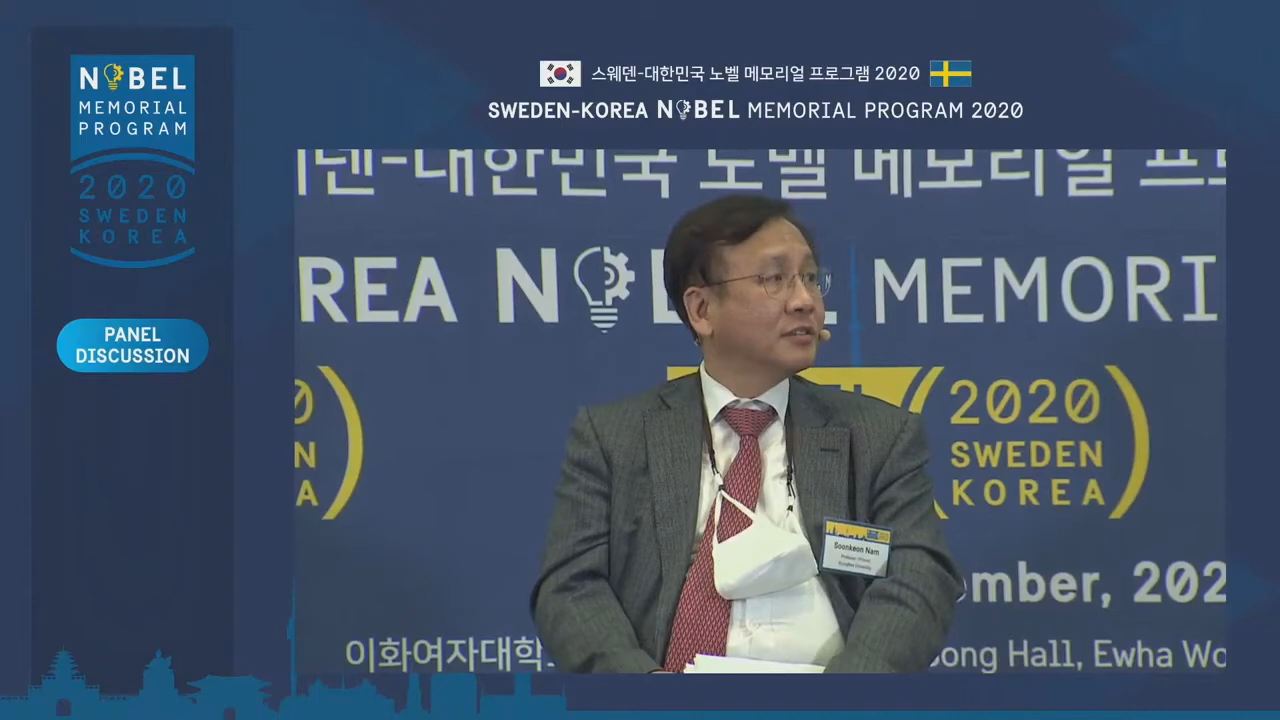 NOBEL
MEMORIAL
PROGRAM
2020
SWEDEN
KOREA
PANEL
DISCUSSION
스웨덴-대한민국 노벨 메모리얼 프로그램 2020
SWEDEN-KOREA NOBEL MEMORIAL PROGRAM 2020
덴-대한민국 노벨 메모리얼 프
REA N MEMORI
2020
SWEDEN
KOREA
Soonkeon Nam
mber, 202
이화여자대학
ong Hall, Ewha Wo